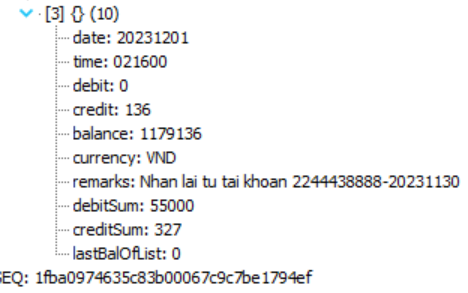 [3] {} (10)
date: 20231201
time: 021600
debit: 0
credit: 136
balance: 1179136
currency: VND
remarks: Nhan lai tu tai khoan 2244438888-20231130
debitSum: 55000
creditSum: 327
lastBalOfList: 0
SEQ: 1fba0974635c83b00067c9c7be1794ef